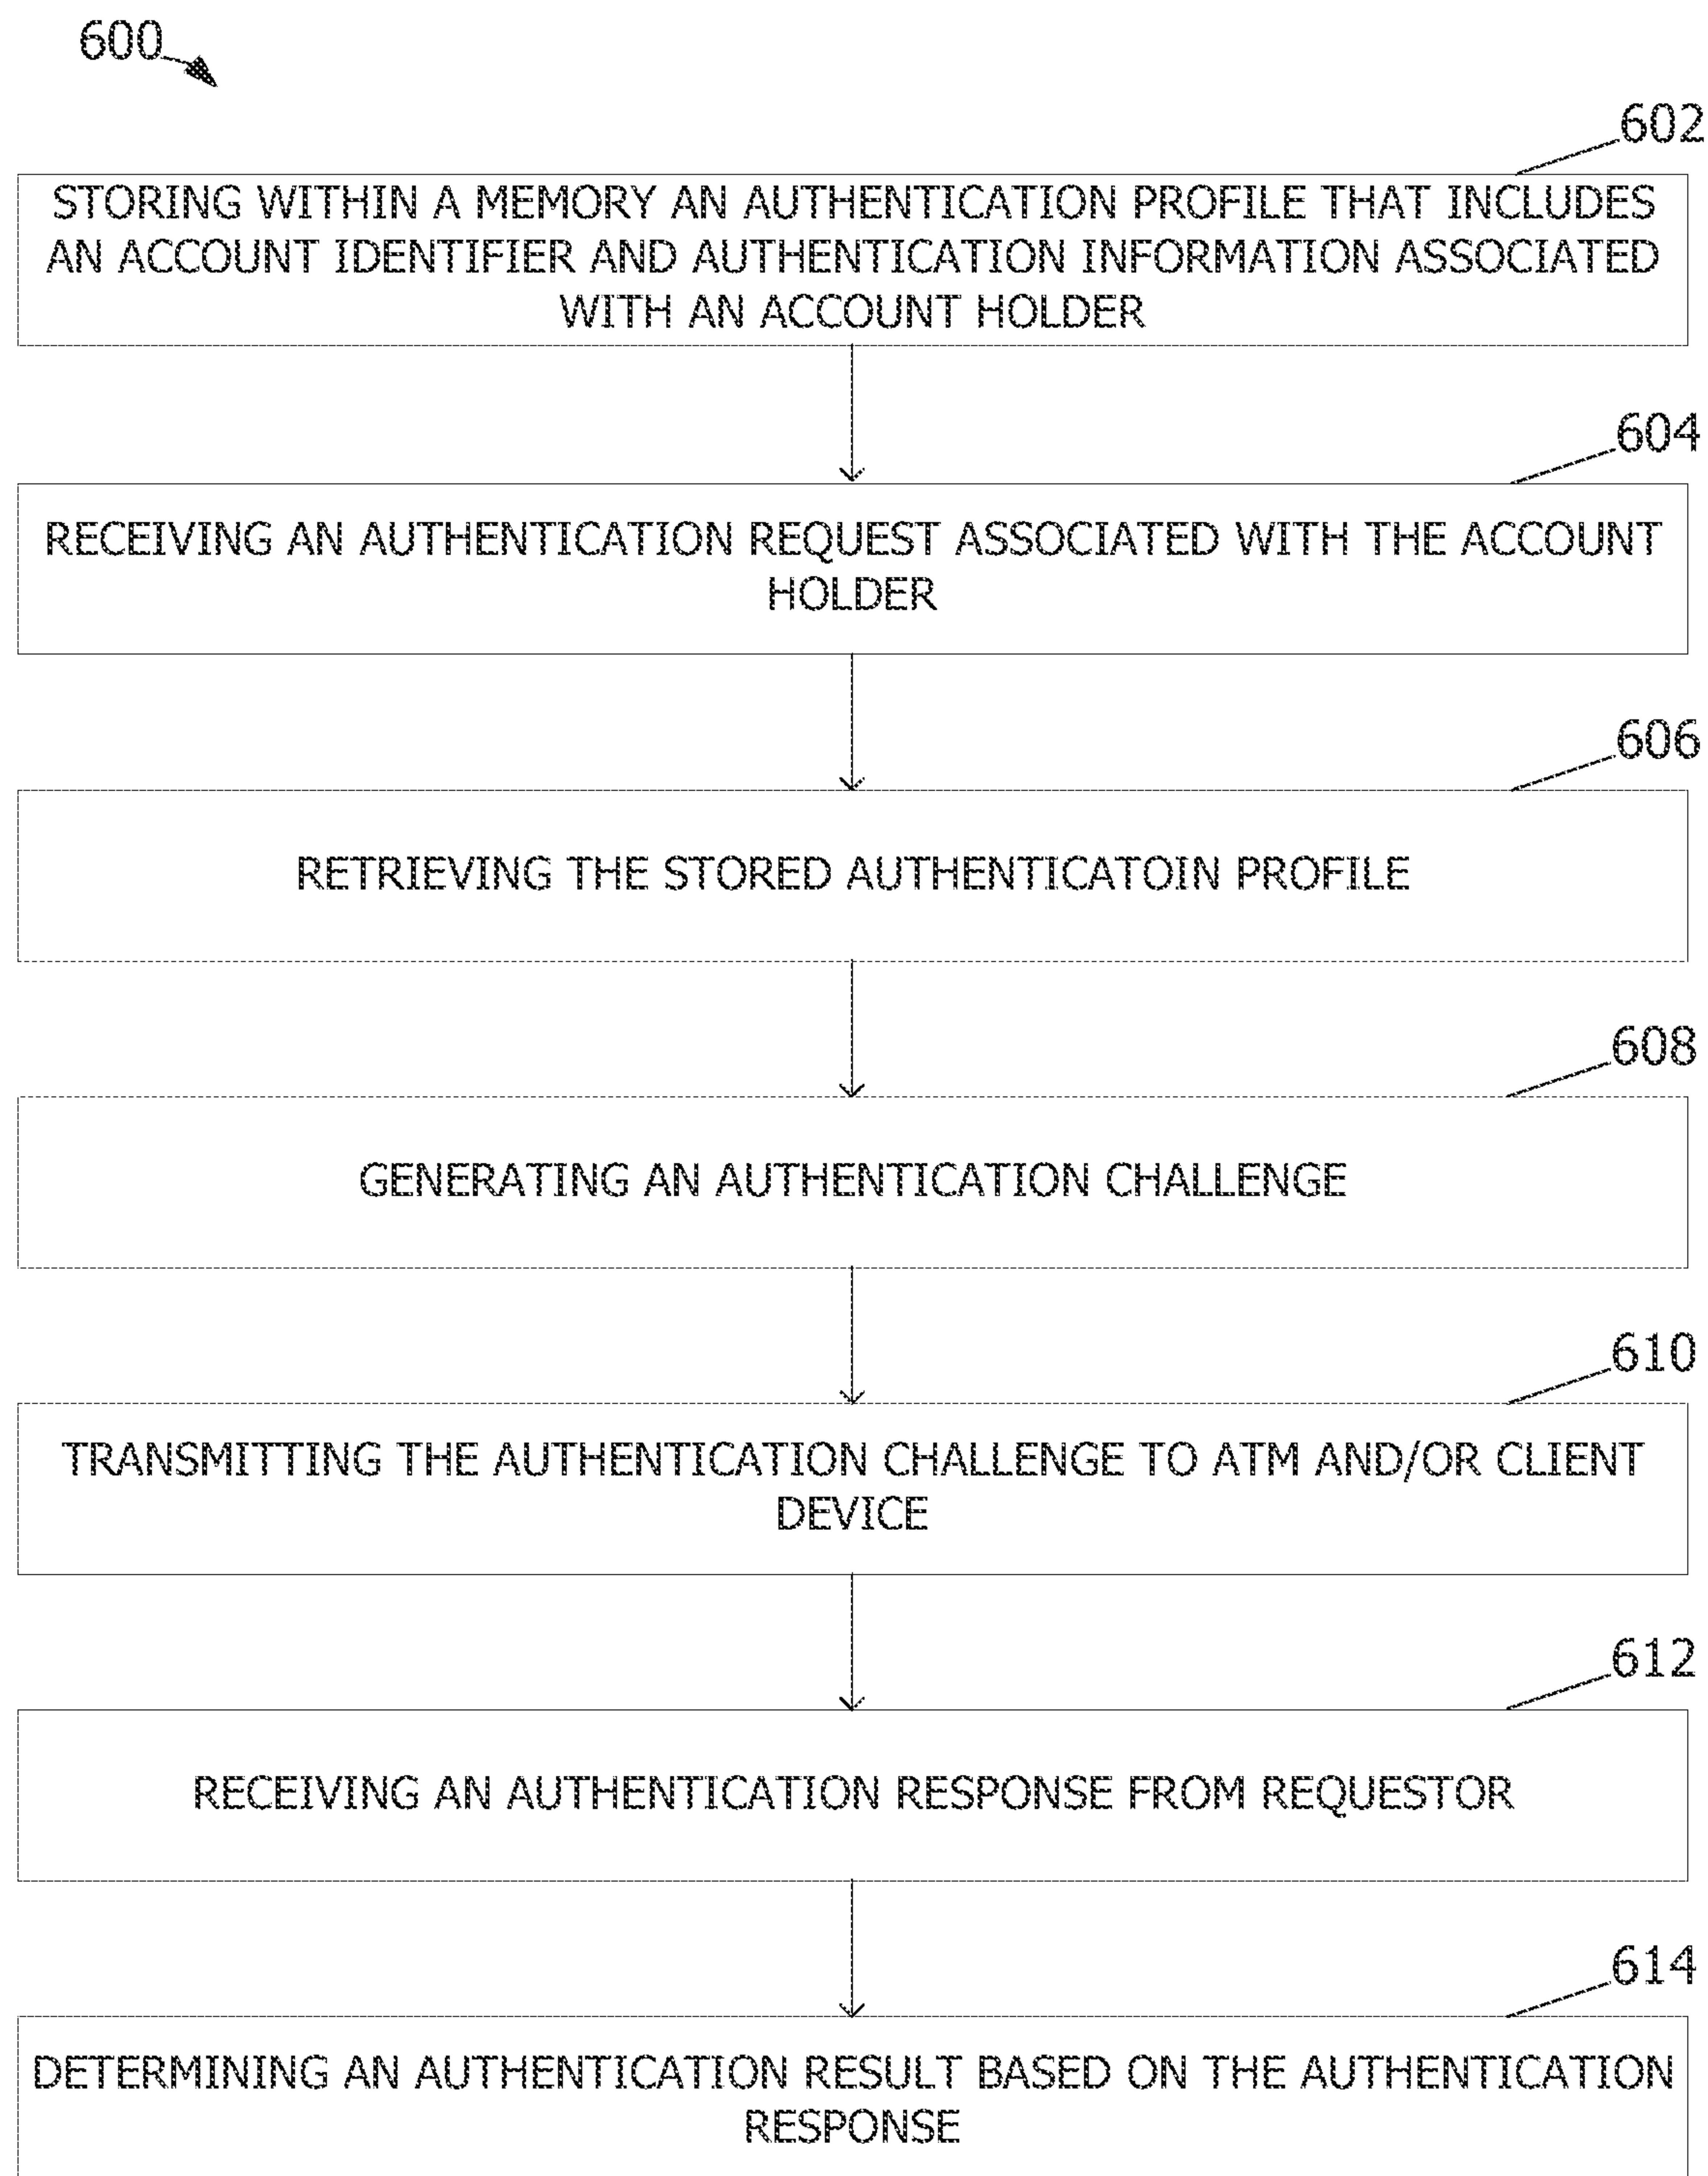 600
602
STORING WITHIN A MEMORY AN AUTHENTICATION PROFILE THAT INCLUDES
AN ACCOUNT IDENTIFIER AND AUTHENTICATION INFORMATION ASSOCIATED
WITH AN ACCOUNT HOLDER
604
RECEIVING AN AUTHENTICATION REQUEST ASSOCIATED WITH THE ACCOUNT
HOLDER
606
RETRIEVING THE STORED AUTHENTICATOIN PROFILE
608
GENERATING AN AUTHENTICATION CHALLENGE
610
TRANSMITTING THE AUTHENTICATION CHALLENGE TO ATM AND/OR CLIENT
DEVICE
612
RECEIVING AN AUTHENTICATION RESPONSE FROM REQUESTOR
614
DETERMINING AN AUTHENTICATION RESULT BASED ON THE AUTHENTICATION
RESPONSE